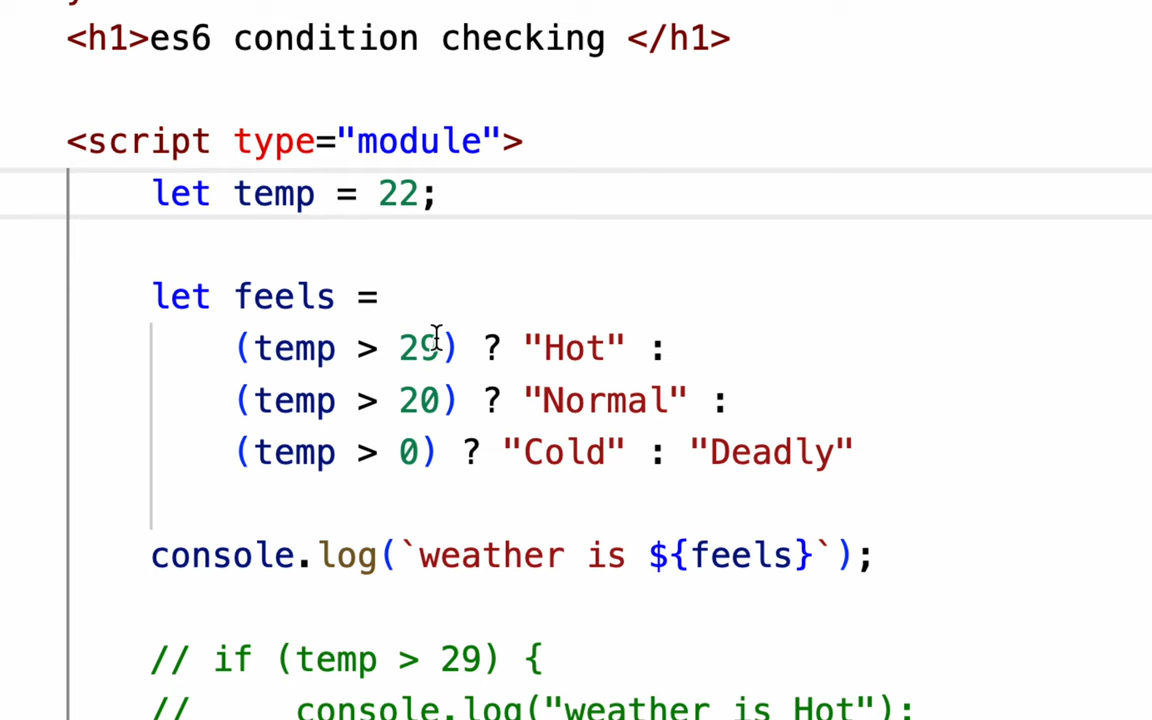 <h1>es6 condition checking </h1>
<script type="module">
let temp = 22;
let feels =
(temp > 29) ? "Hot" :
(temp > 20) ? "Normal" :
(temp > 0) ? "Cold" : "Deadly"
console.log(`weather is ${feels}`);
// if (temp > 29) {
// console.log("weather is Hot");